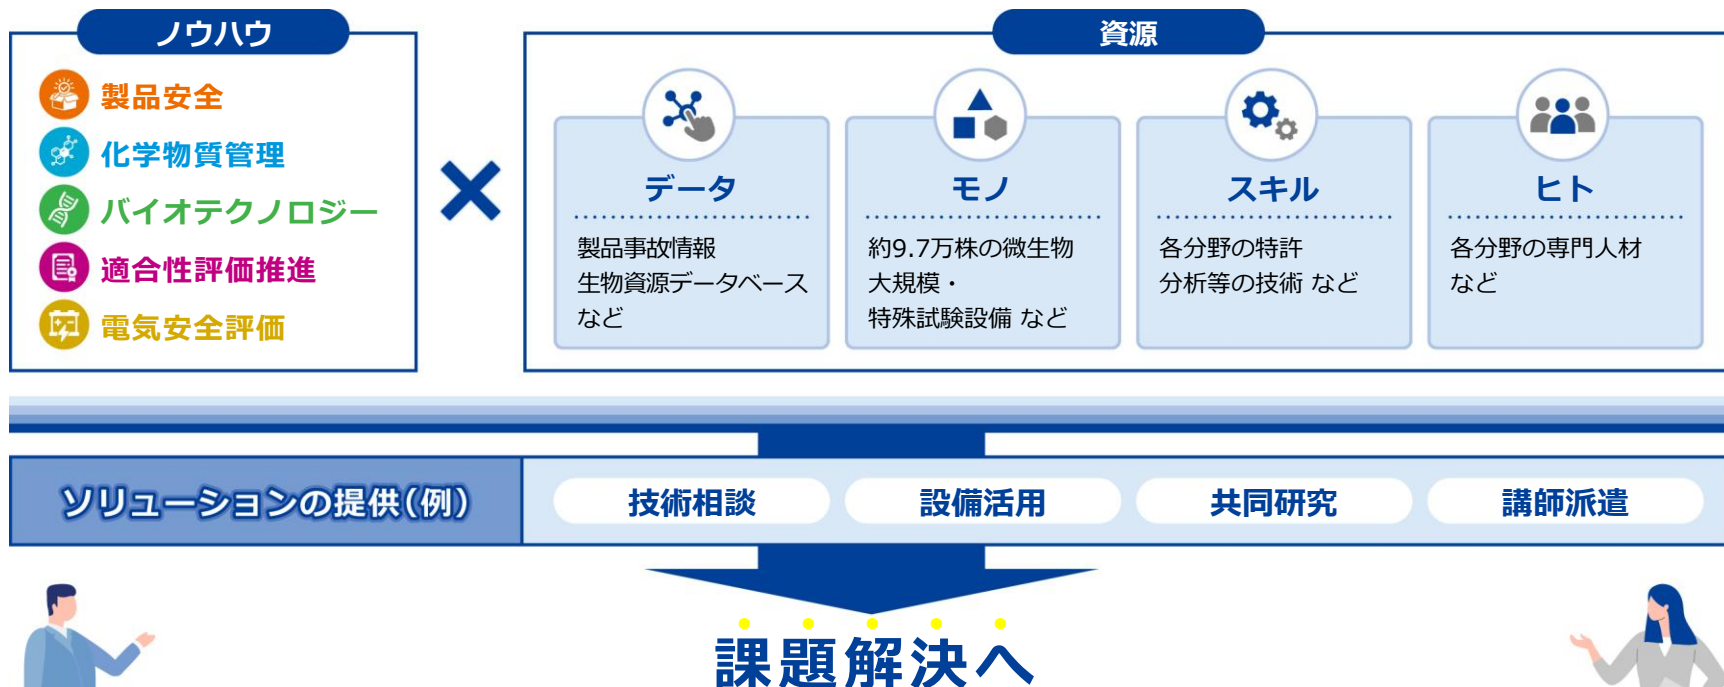 ノウハウ
製品安全
化学物質管理
バイオテクノロジー
適合性評価推進
電気安全評価
×
資源
データ
製品事故情報
生物資源データベース
など
モノ
約9.7万株の微生物
大規模・
特殊試験設備 など
スキル
各分野の特許
分析等の技術 など
ヒト
各分野の専門人材
など
ソリューションの提供(例)
技術相談
設備活用
共同研究
講師派遣
課題解決へ